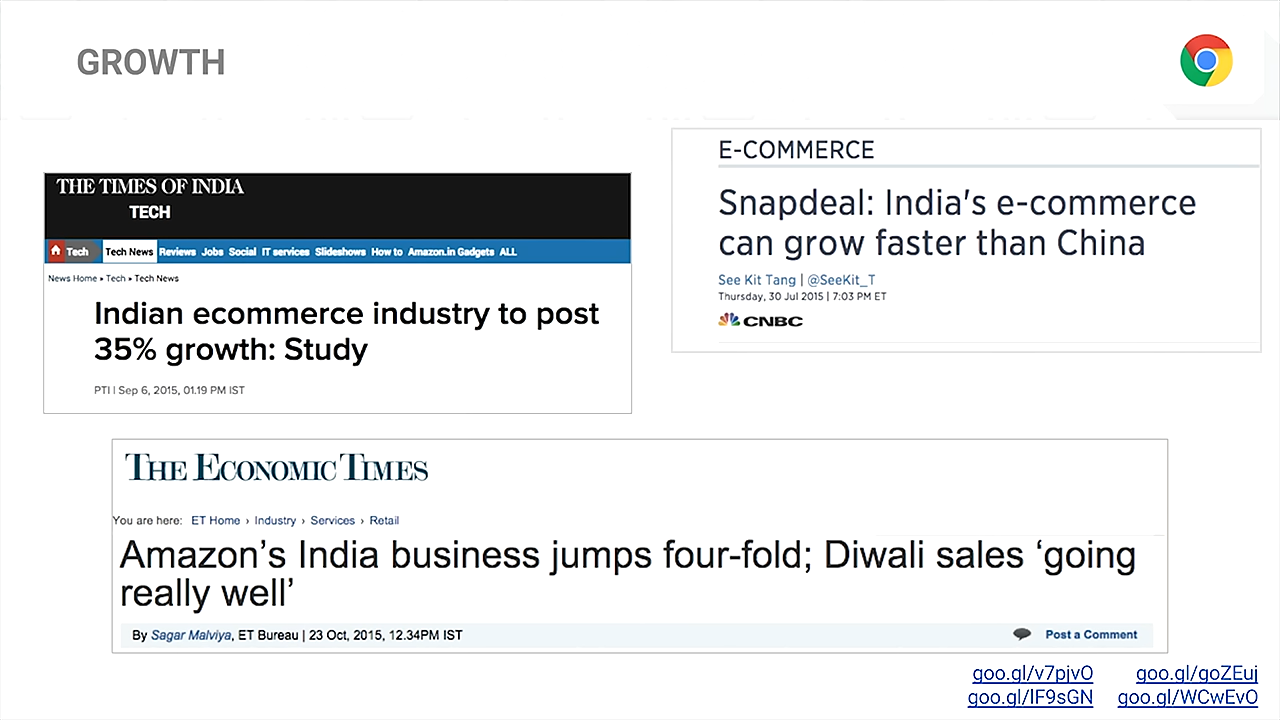 GROWTH
THE TIMES OF INDIA
TECH
Tech Tech News Reviews Jobs Social IT services Slideshows How to Amazon.in Gadgets ALL
News Home » Tech » Tech News
Indian ecommerce industry to post
35% growth: Study
PTI | Sep 6, 2015, 01.19 PM IST
E-COMMERCE
Snapdeal: India's e-commerce
can grow faster than China
See Kit Tang | @SeeKit_T
Thursday, 30 Jul 2015 | 7:03 PM ET
CNBC
THE ECONOMIC TIMES
You are here: ET Home › Industry › Services › Retail
Amazon's India business jumps four-fold; Diwali sales ‘going
really well’
By Sagar Malviya, ET Bureau | 23 Oct, 2015, 12.34PM IST
Post a Comment
goo.gl/v7pjvO goo.gl/goZEuj
goo.gl/lF9sGN goo.gl/WCwEvO